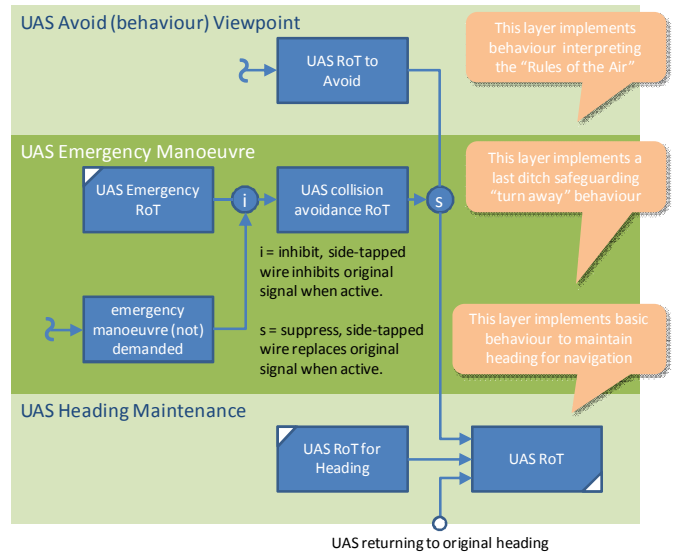 UAS Avoid (behaviour) Viewpoint
UAS RoT to
Avoid
This layer implements
behaviour interpreting
the “Rules of the Air”
UAS Emergency Manoeuvre
UAS Emergency
RoT
i
UAS collision
avoidance RoT
s
This layer implements a
last ditch safeguarding
“turn away” behaviour
i = inhibit, side-tapped
wire inhibits original
signal when active.
emergency
manoeuvre (not)
demanded
s = suppress, side-tapped
wire replaces original
signal when active.
This layer implements basic
behaviour to maintain
heading for navigation
UAS Heading Maintenance
UAS RoT for
Heading
UAS RoT
UAS returning to original heading